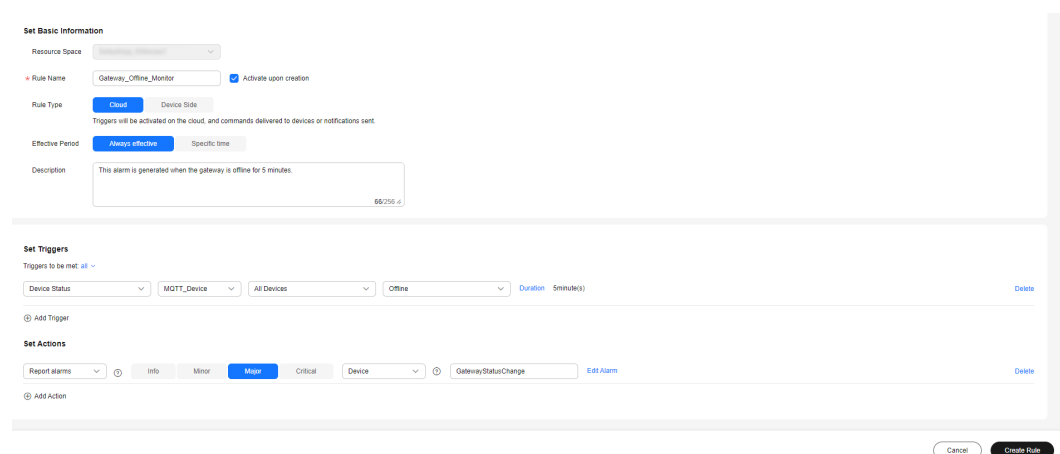 Set Basic Information
Resource Space
* Rule Name Gateway_Offline_Monitor Activate upon creation
Rule Type Cloud Device Side
Triggers will be activated on the cloud, and commands delivered to devices or notifications sent.
Effective Period Always effective Specific time
Description This alarm is generated when the gateway is offline for 5 minutes.
66/256
Set Triggers
Triggers to be met: all
Device Status MQTT_Device All Devices Offline Duration 5minute(s) Delete
Add Trigger
Set Actions
Report alarms Info Minor Major Critical Device GatewayStatusChange Edit Alarm Delete
Add Action
Cancel Create Rule